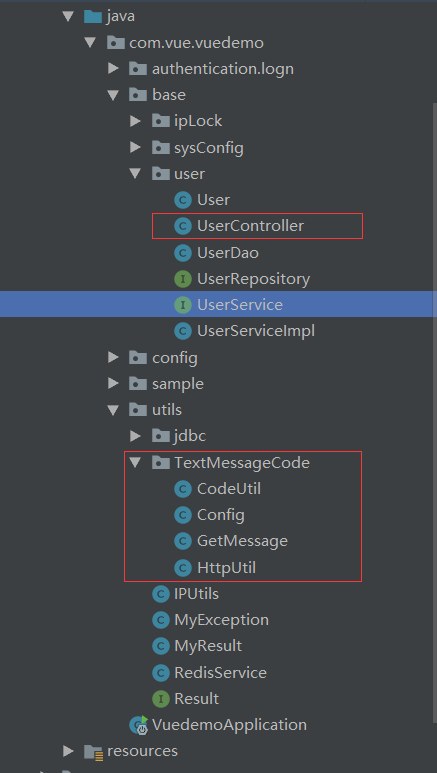 java
com.vue.vuedemo
authentication.logn
base
ipLock
sysConfig
user
User
UserController
UserDao
UserRepository
UserService
UserServiceImpl
config
sample
utils
jdbc
TextMessageCode
CodeUtil
Config
GetMessage
HttpUtil
IPUtils
MyException
MyResult
RedisService
Result
VuedemoApplication
resources